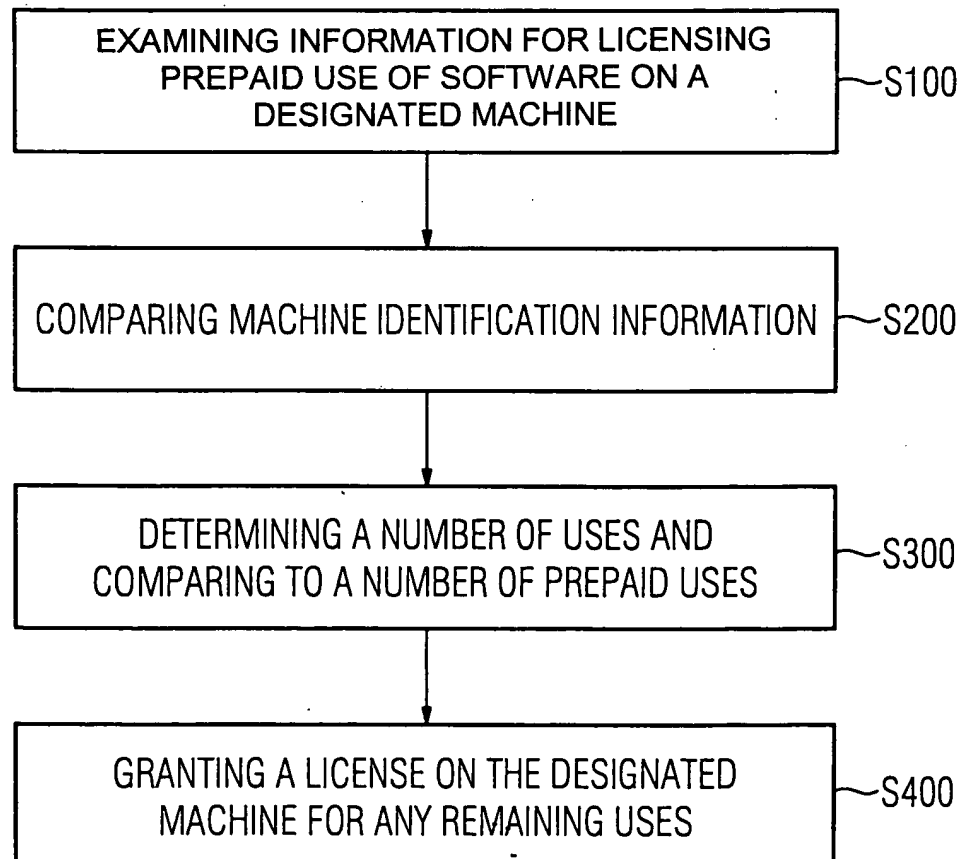 EXAMINING INFORMATION FOR LICENSING
PREPAID USE OF SOFTWARE ON A
DESIGNATED MACHINE
S100
COMPARING MACHINE IDENTIFICATION INFORMATION
S200
DETERMINING A NUMBER OF USES AND
COMPARING TO A NUMBER OF PREPAID USES
S300
GRANTING A LICENSE ON THE DESIGNATED
MACHINE FOR ANY REMAINING USES
S400